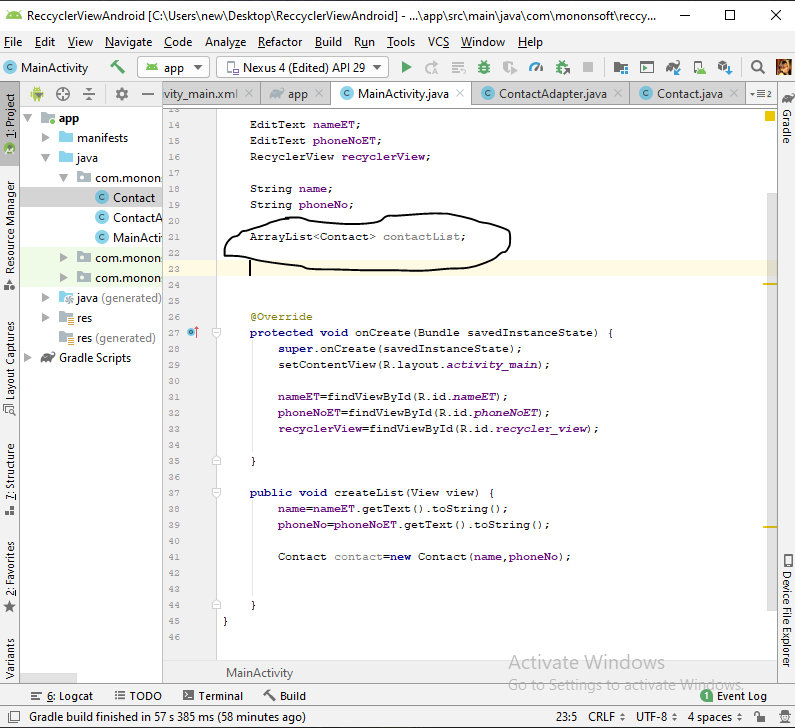 ReccyclerViewAndroid [C:\Users\new\Desktop\ReccyclerViewAndroid] - ...\app\src\main\java\com\mononsoft\reccy...
File Edit View Navigate Code Analyze Refactor Build Run Tools VCS Window Help
MainActivity app Nexus 4 (Edited) API 29
1: Project
Resource Manager
Layout Captures
7: Structure
2: Favorites
Variants
app
manifests
java
com.monon
Contact
ContactA
MainActiv
com.monon
com.monon
java (generated)
res
res (generated)
Gradle Scripts
vity_main.xml app MainActivity.java ContactAdapter.java Contact.java 2
13
14 EditText nameET;
15 EditText phoneNoET;
16 RecyclerView recyclerView;
17
18 String name;
19 String phoneNo;
20
21 ArrayList<Contact> contactList;
22
23
24
25
26 @Override
27 protected void onCreate(Bundle savedInstanceState) {
28 super.onCreate(savedInstanceState);
29 setContentView(R.layout.activity_main);
30
31 nameET=findViewById(R.id.nameET);
32 phoneNoET=findViewById(R.id.phoneNoET);
33 recyclerView=findViewById(R.id.recycler_view);
34
35 }
36
37 public void createList(View view) {
38 name=nameET.getText().toString();
39 phoneNo=phoneNoET.getText().toString();
40
41 Contact contact=new Contact(name,phoneNo);
42
43
44 }
45 }
46
MainActivity
Gradle
Device File Explorer
Activate Windows
Go to Settings to activate Windows.
6: Logcat TODO Terminal Build 1 Event Log
Gradle build finished in 57 s 385 ms (58 minutes ago) 23:5 CRLF UTF-8 4 spaces